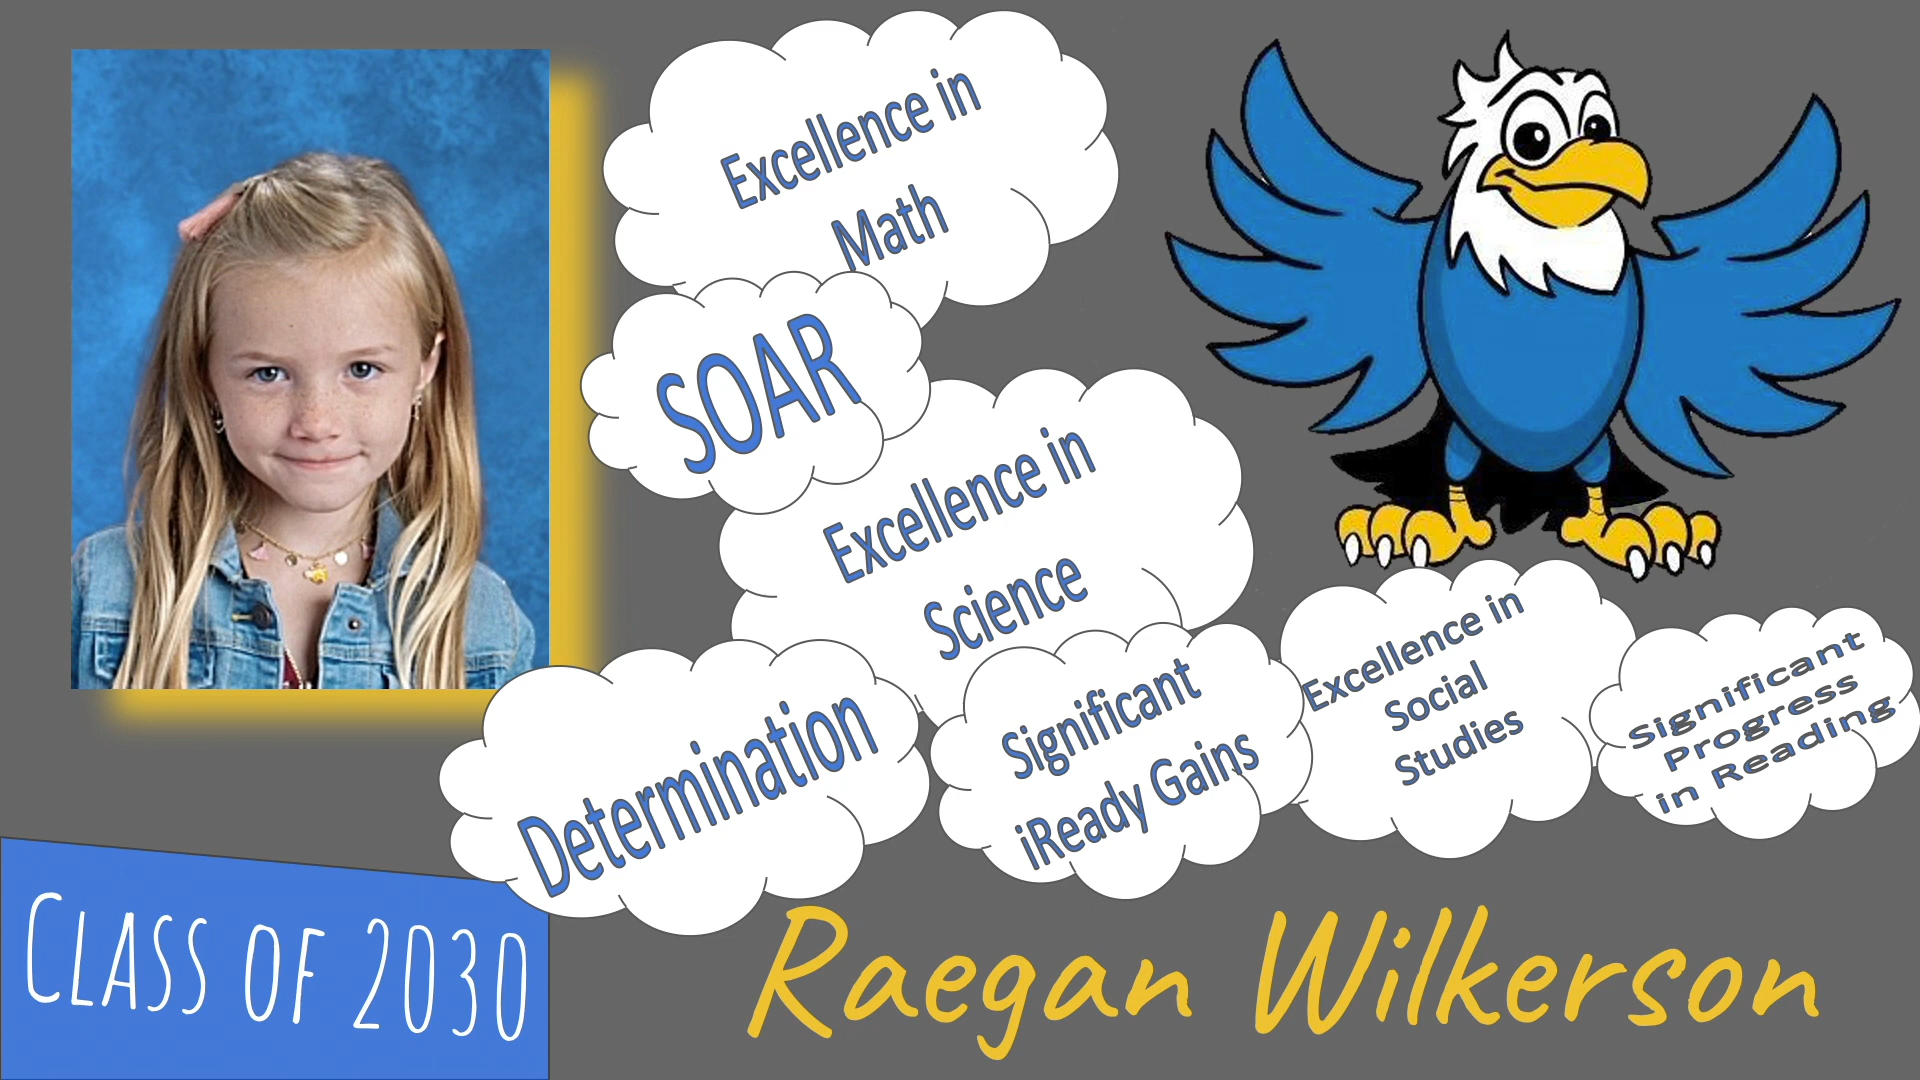 Excellence in
Math
SOAR
Excellence in
Science
Determination
Significant
iReady Gains
Excellence in
Social
Studies
Significant
Progress
in Reading
CLASS OF 2030
Raegan Wilkerson